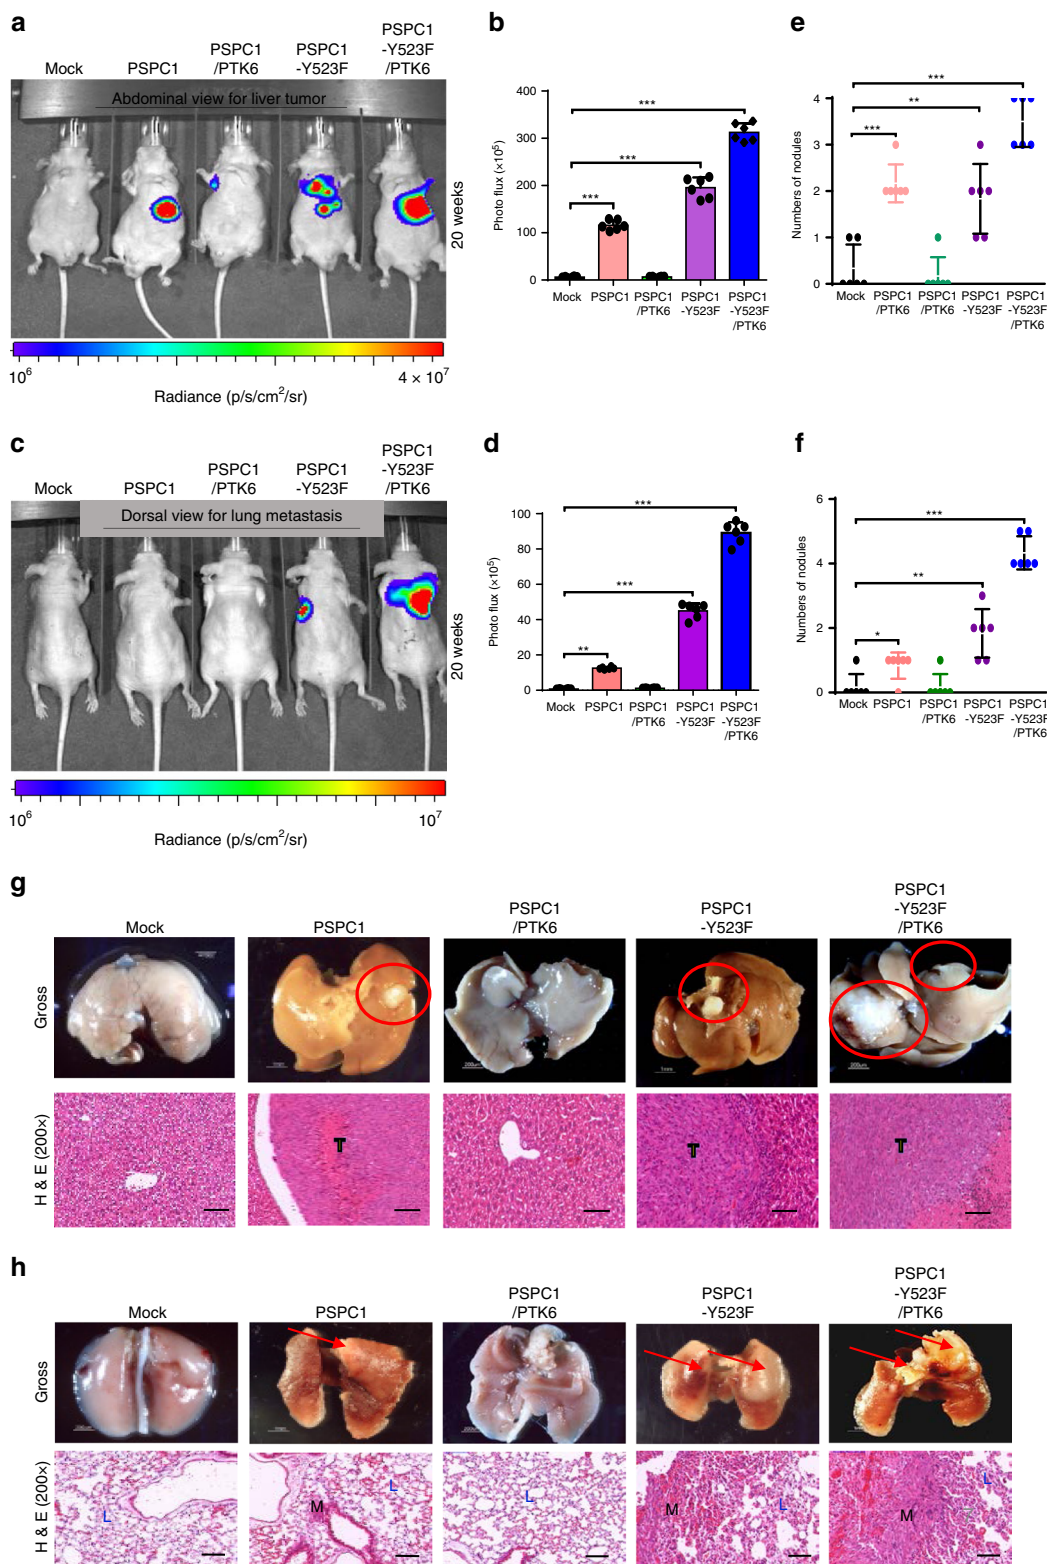 a
Mock
PSPC1
PSPC1
/PTK6
PSPC1
-Y523F
PSPC1
-Y523F
/PTK6
Abdominal view for liver tumor
20 weeks
10⁶
4 × 10⁷
Radiance (p/s/cm²/sr)
b
Photo flux (×10⁵)
400
300
200
100
0
***
***
***
Mock
PSPC1
PSPC1
/PTK6
PSPC1
-Y523F
PSPC1
-Y523F
/PTK6
e
Numbers of nodules
4
3
2
1
0
***
**
***
Mock
PSPC1
/PTK6
PSPC1
/PTK6
PSPC1
-Y523F
PSPC1
-Y523F
/PTK6
c
Mock
PSPC1
PSPC1
/PTK6
PSPC1
-Y523F
PSPC1
-Y523F
/PTK6
Dorsal view for lung metastasis
20 weeks
10⁶
10⁷
Radiance (p/s/cm²/sr)
d
Photo flux (×10⁵)
100
80
60
40
20
0
***
***
**
Mock
PSPC1
PSPC1
/PTK6
PSPC1
-Y523F
PSPC1
-Y523F
/PTK6
f
Numbers of nodules
6
4
2
0
***
**
*
Mock
PSPC1
PSPC1
/PTK6
PSPC1
-Y523F
PSPC1
-Y523F
/PTK6
g
Mock
PSPC1
PSPC1
/PTK6
PSPC1
-Y523F
PSPC1
-Y523F
/PTK6
Gross
1mm
200μm
1mm
200μm
H & E (200×)
T
T
T
h
Mock
PSPC1
PSPC1
/PTK6
PSPC1
-Y523F
PSPC1
-Y523F
/PTK6
Gross
H & E (200×)
L
M
L
L
M
L
M
L